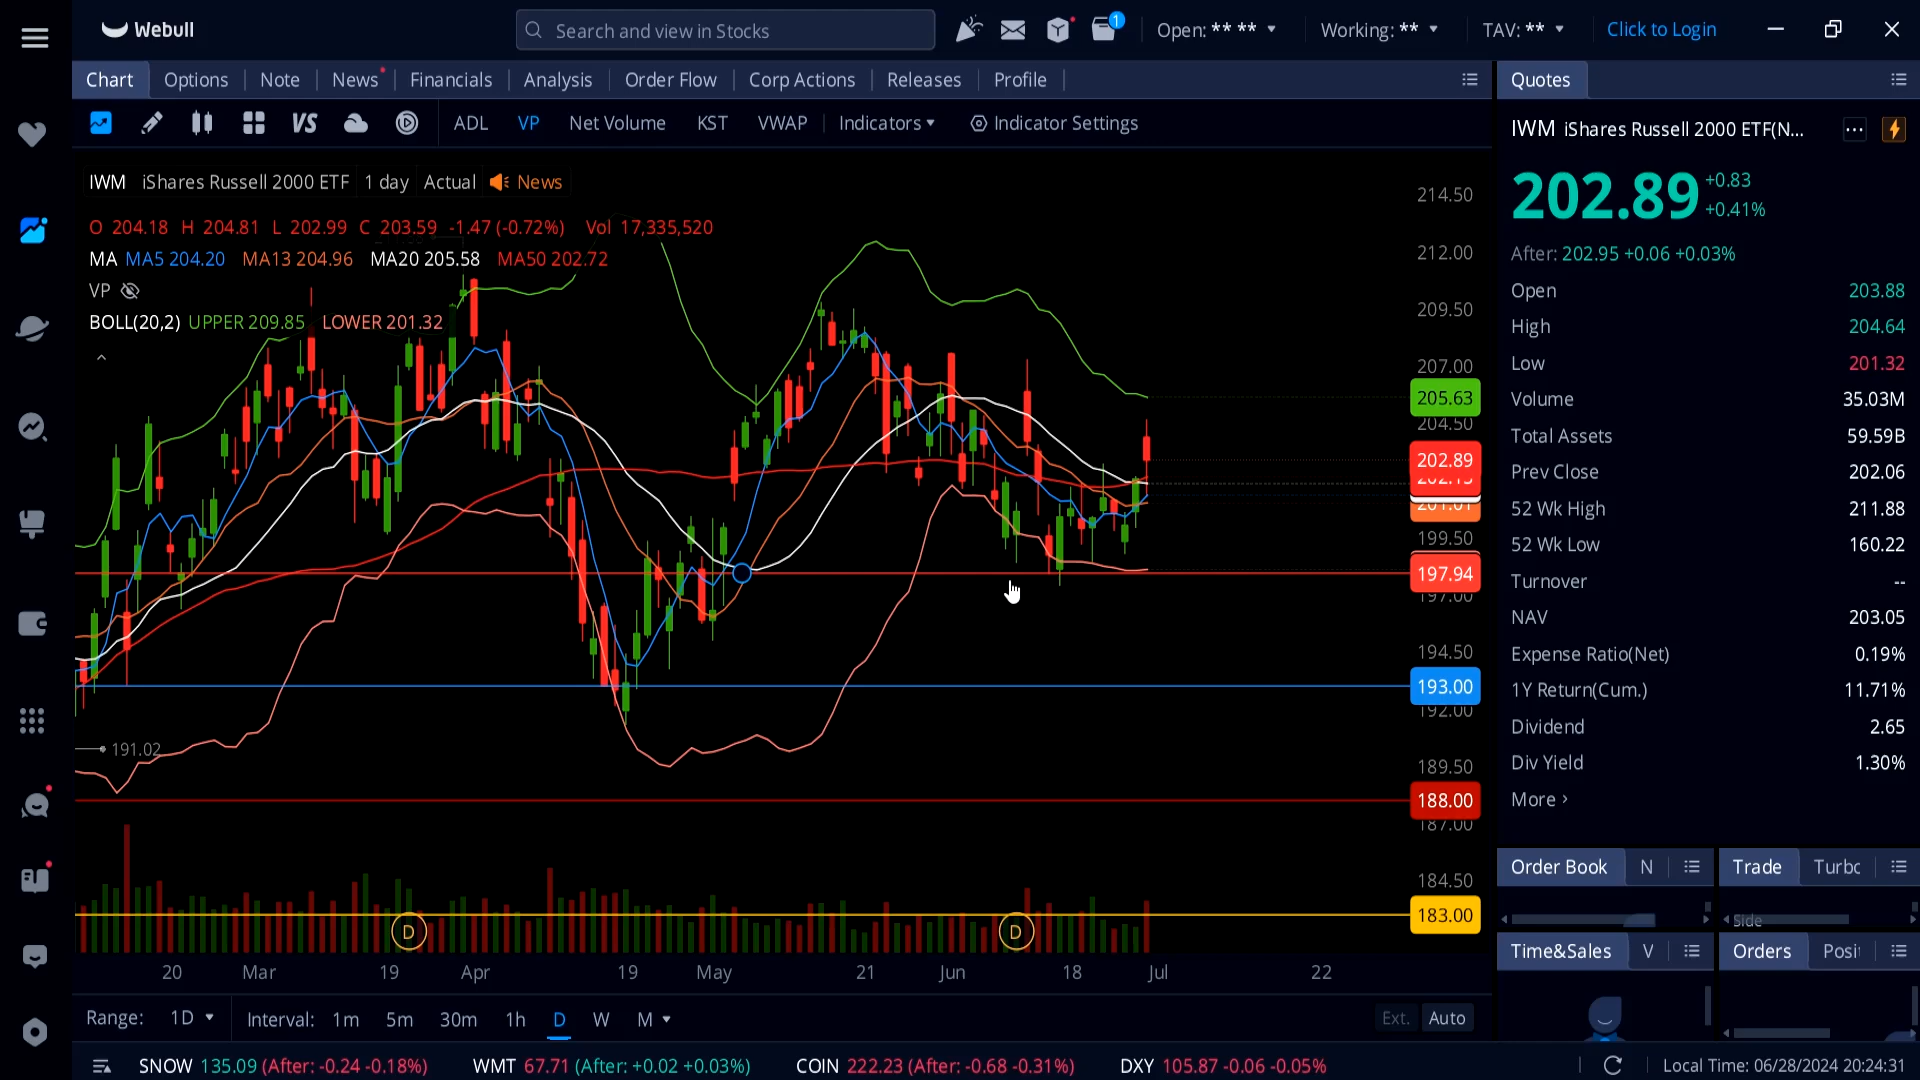 Webull
Search and view in Stocks
1
Open: ** **
Working: **
TAV: **
Click to Login
Chart
Options
Note
News
Financials
Analysis
Order Flow
Corp Actions
Releases
Profile
Quotes
VS
ADL
VP
Net Volume
KST
VWAP
Indicators
Indicator Settings
IWM iShares Russell 2000 ETF(N...
IWM iShares Russell 2000 ETF 1 day Actual News
O 204.18 H 204.81 L 202.99 C 203.59 -1.47 (-0.72%) Vol 17,335,520
MA MA5 204.20 MA13 204.96 MA20 205.58 MA50 202.72
VP
BOLL(20,2) UPPER 209.85 LOWER 201.32
191.02
214.50
212.00
209.50
207.00
205.63
204.50
202.89
199.50
197.94
197.00
194.50
193.00
192.00
189.50
188.00
187.00
184.50
183.00
D
D
20 Mar 19 Apr 19 May 21 Jun 18 Jul 22
202.89
+0.83
+0.41%
After: 202.95 +0.06 +0.03%
Open 203.88
High 204.64
Low 201.32
Volume 35.03M
Total Assets 59.59B
Prev Close 202.06
52 Wk High 211.88
52 Wk Low 160.22
Turnover --
NAV 203.05
Expense Ratio(Net) 0.19%
1Y Return(Cum.) 11.71%
Dividend 2.65
Div Yield 1.30%
More ›
Order Book N
Trade Turbo
Side
Time&Sales V
Orders Posi
Range: 1D
Interval: 1m 5m 30m 1h D W M
Ext. Auto
SNOW 135.09 (After: -0.24 -0.18%)
WMT 67.71 (After: +0.02 +0.03%)
COIN 222.23 (After: -0.68 -0.31%)
DXY 105.87 -0.06 -0.05%
Local Time: 06/28/2024 20:24:31